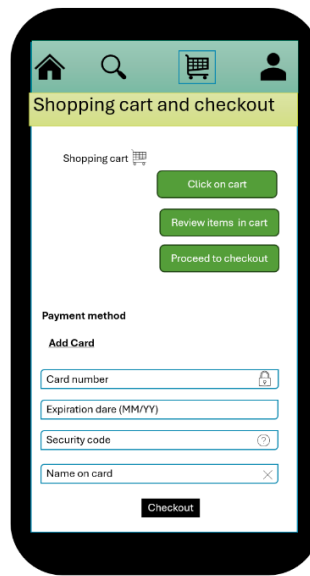 Shopping cart and checkout
Shopping cart
Click on cart
Review items in cart
Proceed to checkout
Payment method
Add Card
Card number
Expiration dare (MM/YY)
Security code
Name on card
Checkout